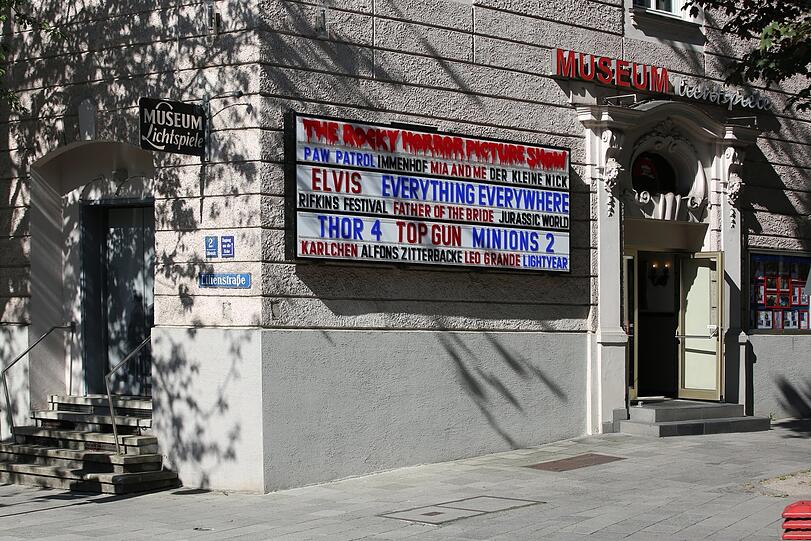 MUSEUM
Lichtspiele
MUSEUM Lichtspiele
THE ROCKY HORROR PICTURE SHOW
PAW PATROL IMMENHOF MIA AND ME DER KLEINE NICK
ELVIS EVERYTHING EVERYWHERE
RIFKINS FESTIVAL FATHER OF THE BRIDE JURASSIC WORLD
THOR 4 TOP GUN MINIONS 2
KARLCHEN ALFONS ZITTERBACKE LEO GRANDE LIGHTYEAR
2
Lilienstraße